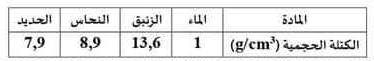 المادة الماء الزئبق النحاس الحديد
الكتلة الحجمية (g/cm³) 1 13,6 8,9 7,9